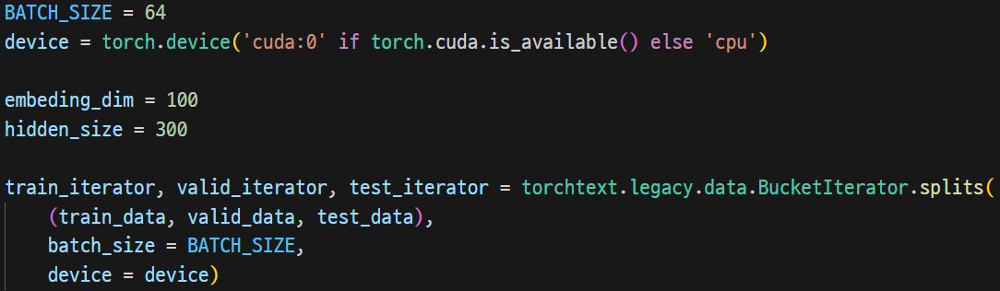 BATCH_SIZE = 64
device = torch.device('cuda:0' if torch.cuda.is_available() else 'cpu')
embeding_dim = 100
hidden_size = 300
train_iterator, valid_iterator, test_iterator = torchtext.legacy.data.BucketIterator.splits(
(train_data, valid_data, test_data),
batch_size = BATCH_SIZE,
device = device)